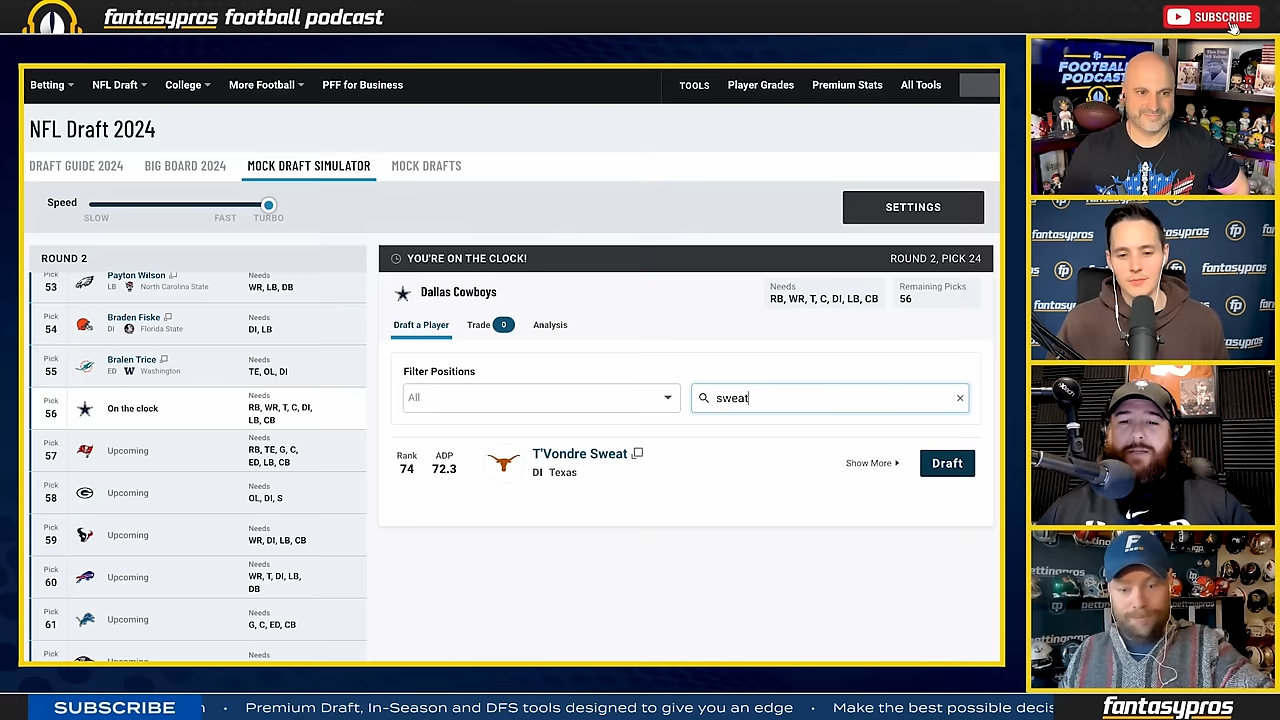 fantasypros football podcast
SUBSCRIBE
Betting NFL Draft College More Football PFF for Business
TOOLS Player Grades Premium Stats All Tools
NFL Draft 2024
DRAFT GUIDE 2024 BIG BOARD 2024 MOCK DRAFT SIMULATOR MOCK DRAFTS
Speed
SLOW FAST TURBO
SETTINGS
ROUND 2
Pick 53
Payton Wilson
LB North Carolina State
Needs
WR, LB, DB
Pick 54
Braden Fiske
DI Florida State
Needs
DI, LB
Pick 55
Bralen Trice
ED W Washington
Needs
TE, OL, DI
Pick 56
On the clock
Needs
RB, WR, T, C, DI,
LB, CB
Pick 57
Upcoming
Needs
RB, TE, G, C,
ED, LB, CB
Pick 58
Upcoming
Needs
OL, DI, S
Pick 59
Upcoming
Needs
WR, DI, LB, CB
Pick 60
Upcoming
Needs
WR, T, DI, LB,
DB
Pick 61
Upcoming
Needs
G, C, ED, CB
Pick
Upcoming
Needs
YOU'RE ON THE CLOCK!
ROUND 2, PICK 24
Dallas Cowboys
Needs
RB, WR, T, C, DI, LB, CB
Remaining Picks
56
Draft a Player Trade 0 Analysis
Filter Positions
All
sweat
Rank
74
ADP
72.3
T'Vondre Sweat
DI Texas
Show More
Draft
FOOTBALL
PODCAST
fantasypros
fantasypros
fantasypros
fp
bettingpros
SUBSCRIBE
Premium Draft, In-Season and DFS tools designed to give you an edge • Make the best possible decis
fantasypros